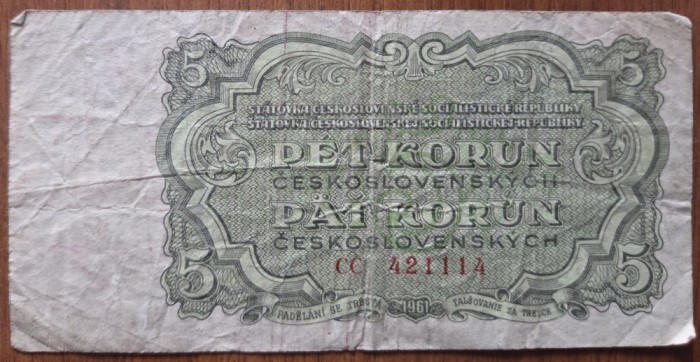 5 5
STÁTOVKA ČESKOSLOVENSKÉ SOCIALISTICKÉ REPUBLIKY
ŠTÁTOVKA ČESKOSLOVENSKEJ SOCIALISTICKEJ REPUBLIKY
PĚT KORUN
ČESKOSLOVENSKÝCH
PÄŤ KORUN
ČESKOSLOVENSKÝCH
CC 421114
5 5
PADĚLÁNÍ SE TRESTÁ 1961 FALŠOVANIE SA TRESCE